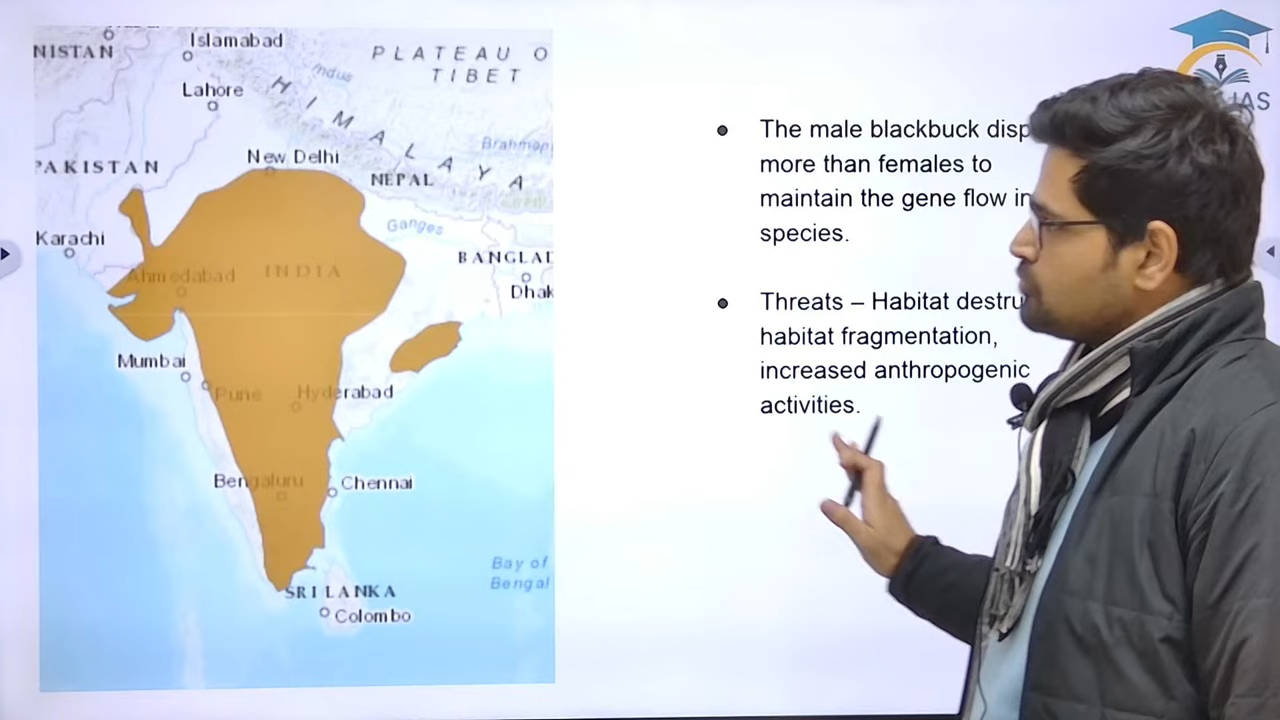 NISTAN
Islamabad
PLATEAU O
TIBET
Indus
Lahore
HIMALAYA
Brahmap
New Delhi
PAKISTAN
NEPAL
Ganges
Karachi
BANGLAD
Ahmedabad
INDIA
Dhak
Mumbai
Pune
Hyderabad
Bengaluru
Chennai
Bay of
Bengal
SRI LANKA
Colombo
The male blackbuck disp
more than females to
maintain the gene flow in
species.
Threats – Habitat destru
habitat fragmentation,
increased anthropogenic
activities.
IAS